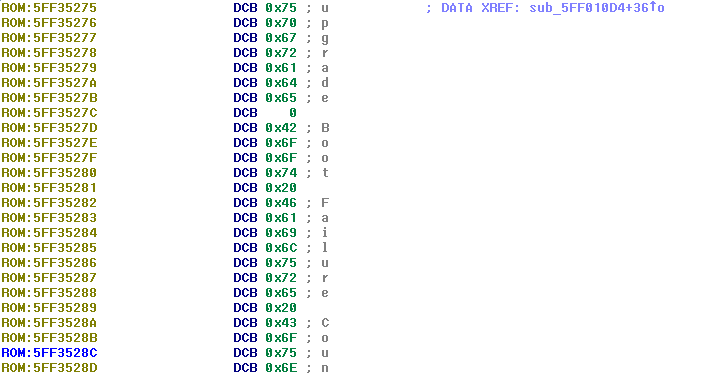 ROM:5FF35275 DCB 0x75 ; u ; DATA XREF: sub_5FF010D4+36↑o
ROM:5FF35276 DCB 0x70 ; p
ROM:5FF35277 DCB 0x67 ; g
ROM:5FF35278 DCB 0x72 ; r
ROM:5FF35279 DCB 0x61 ; a
ROM:5FF3527A DCB 0x64 ; d
ROM:5FF3527B DCB 0x65 ; e
ROM:5FF3527C DCB 0
ROM:5FF3527D DCB 0x42 ; B
ROM:5FF3527E DCB 0x6F ; o
ROM:5FF3527F DCB 0x6F ; o
ROM:5FF35280 DCB 0x74 ; t
ROM:5FF35281 DCB 0x20
ROM:5FF35282 DCB 0x46 ; F
ROM:5FF35283 DCB 0x61 ; a
ROM:5FF35284 DCB 0x69 ; i
ROM:5FF35285 DCB 0x6C ; l
ROM:5FF35286 DCB 0x75 ; u
ROM:5FF35287 DCB 0x72 ; r
ROM:5FF35288 DCB 0x65 ; e
ROM:5FF35289 DCB 0x20
ROM:5FF3528A DCB 0x43 ; C
ROM:5FF3528B DCB 0x6F ; o
ROM:5FF3528C DCB 0x75 ; u
ROM:5FF3528D DCB 0x6E ; n